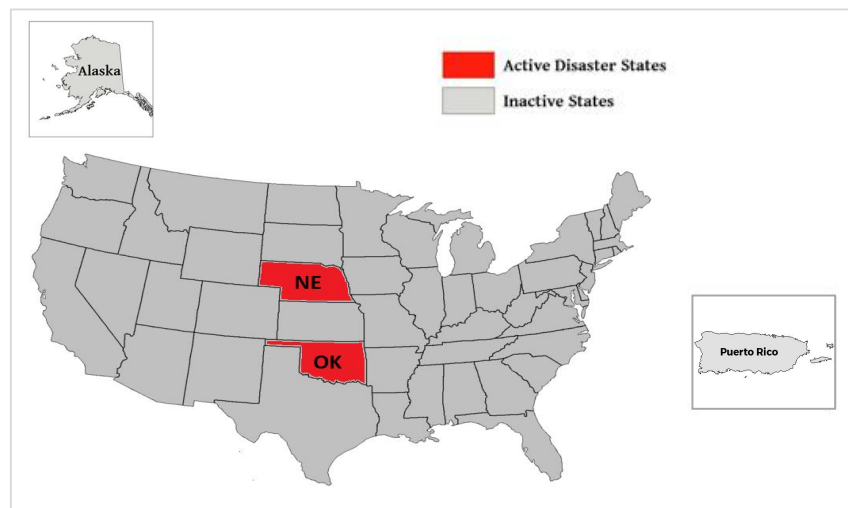 Alaska
Active Disaster States
Inactive States
NE
OK
Puerto Rico